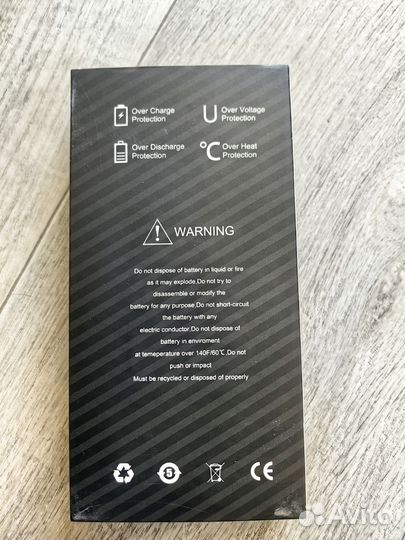 Over Charge
Protection
Over Voltage
Protection
Over Discharge
Protection
°C
Over Heat
Protection
WARNING
Do not dispose of battery in liquid or fire
as it may explode,Do not try to
disassemble or modify the
battery for any purpose,Do not short-circuit
the battery with any
electric conductor,Do not dispose of
battery in enviroment
at temeperature over 140F/60℃,Do not
push or impact
Must be recycled or disposed of properly
5
CE
Avito